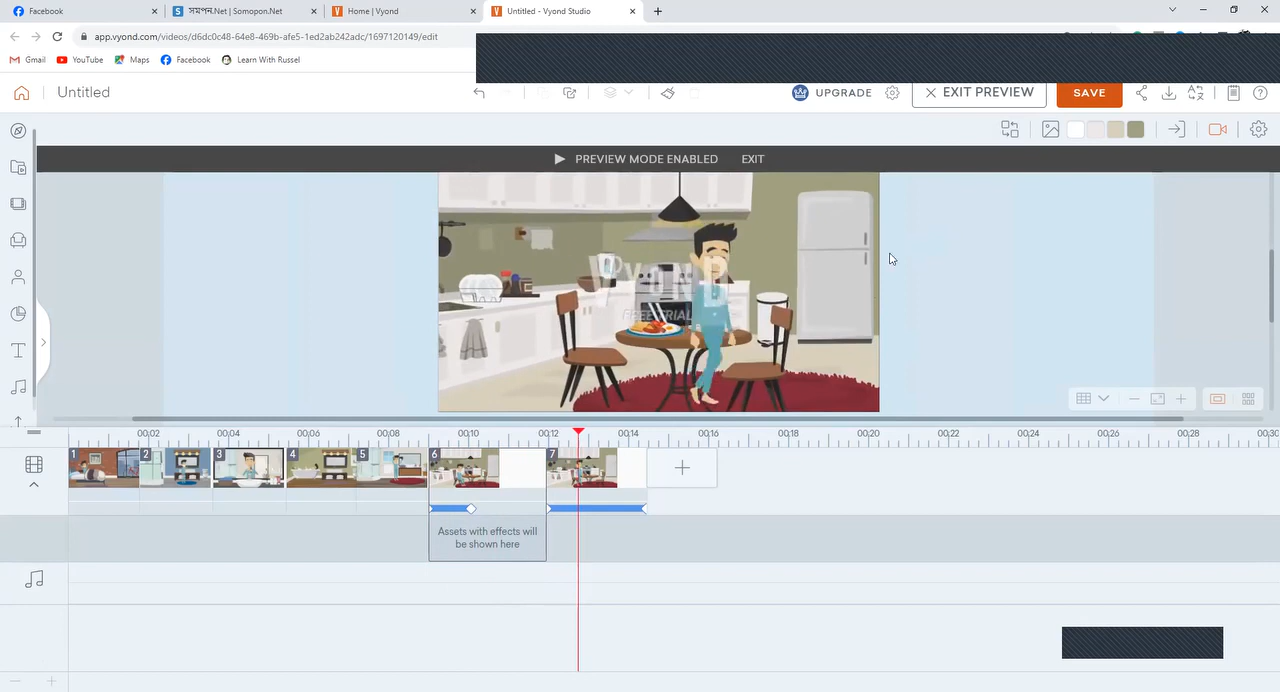 Facebook
সমপন.Net | Somopon.Net
Home | Vyond
Untitled - Vyond Studio
app.vyond.com/videos/d6dc0c48-64e8-469b-afe5-1ed2ab242adc/1697120149/edit
Gmail
YouTube
Maps
Facebook
Learn With Russel
Untitled
UPGRADE
EXIT PREVIEW
SAVE
PREVIEW MODE ENABLED
EXIT
VYOND
FREE TRIAL
00:02
00:04
00:06
00:08
00:10
00:12
00:14
00:16
00:18
00:20
00:22
00:24
00:26
00:28
00:30
1
2
3
4
5
6
7
Assets with effects will
be shown here